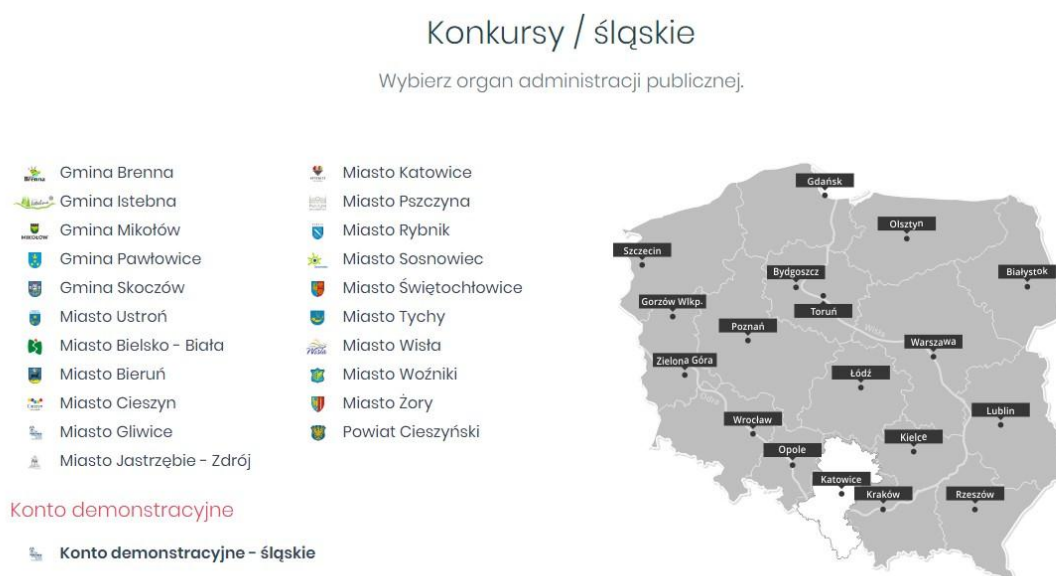 Konkursy / śląskie
Wybierz organ administracji publicznej.
Gmina Brenna
Gmina Istebna
Gmina Mikołów
Gmina Pawłowice
Gmina Skoczów
Miasto Ustroń
Miasto Bielsko - Biała
Miasto Bieruń
Miasto Cieszyn
Miasto Gliwice
Miasto Jastrzębie - Zdrój
Miasto Katowice
Miasto Pszczyna
Miasto Rybnik
Miasto Sosnowiec
Miasto Świętochłowice
Miasto Tychy
Miasto Wisła
Miasto Woźniki
Miasto Żory
Powiat Cieszyński
Konto demonstracyjne
Konto demonstracyjne - śląskie
Gdańsk
Olsztyn
Szczecin
Bydgoszcz
Białystok
Gorzów Wlkp.
Toruń
Poznań
Wisła
Warszawa
Zielona Góra
Łódź
Odra
Lublin
Wrocław
Kielce
Opole
Katowice
Kraków
Rzeszów